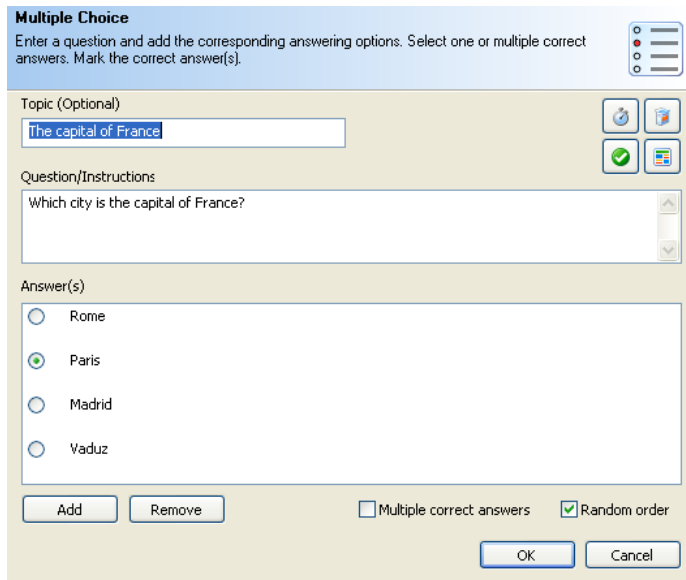 Multiple Choice
Enter a question and add the corresponding answering options. Select one or multiple correct
answers. Mark the correct answer(s).
Topic (Optional)
The capital of France
Question/Instructions
Which city is the capital of France?
Answer(s)
Rome
Paris
Madrid
Vaduz
Add Remove Multiple correct answers Random order
OK Cancel